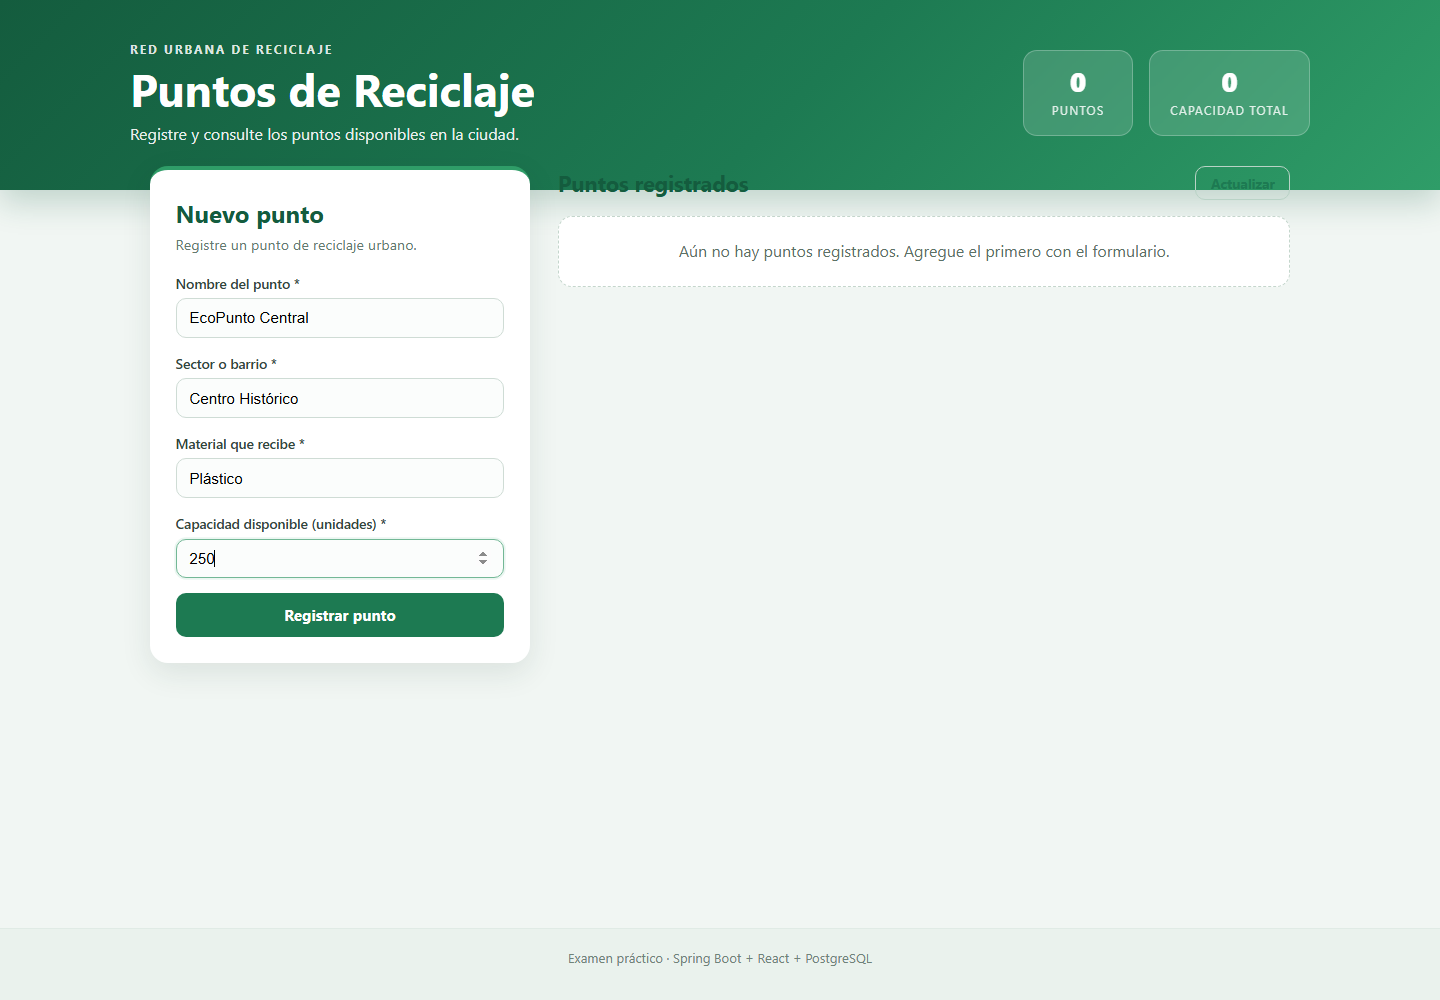 RED URBANA DE RECICLAJE
Puntos de Reciclaje
Registre y consulte los puntos disponibles en la ciudad.
0
PUNTOS
0
CAPACIDAD TOTAL
Nuevo punto
Registre un punto de reciclaje urbano.
Nombre del punto *
EcoPunto Central
Sector o barrio *
Centro Histórico
Material que recibe *
Plástico
Capacidad disponible (unidades) *
250
Registrar punto
Puntos registrados
Actualizar
Aún no hay puntos registrados. Agregue el primero con el formulario.
Examen práctico · Spring Boot + React + PostgreSQL